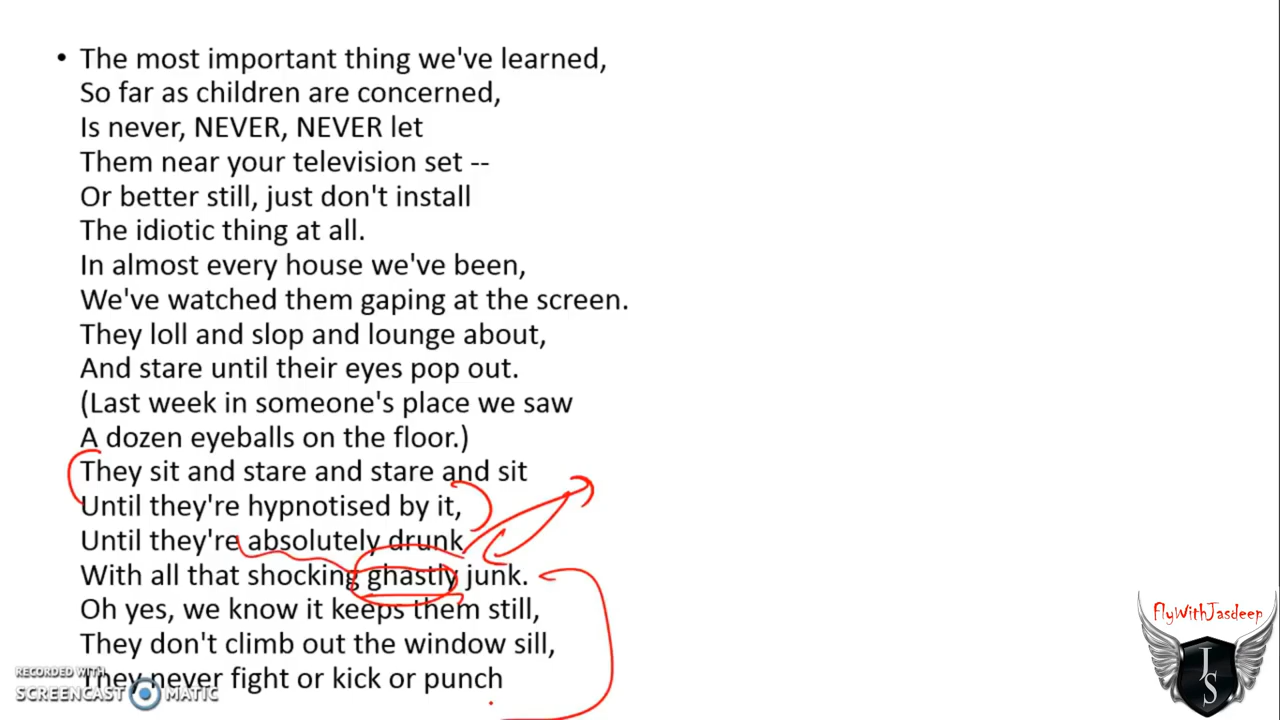 • The most important thing we've learned,
So far as children are concerned,
Is never, NEVER, NEVER let
Them near your television set --
Or better still, just don't install
The idiotic thing at all.
In almost every house we've been,
We've watched them gaping at the screen.
They loll and slop and lounge about,
And stare until their eyes pop out.
(Last week in someone's place we saw
A dozen eyeballs on the floor.)
They sit and stare and stare and sit
Until they're hypnotised by it,
Until they're absolutely drunk
With all that shocking ghastly junk.
Oh yes, we know it keeps them still,
They don't climb out the window sill,
They never fight or kick or punch
RECORDED WITH
SCREENCAST MATIC
FlyWithJasdeep
JS